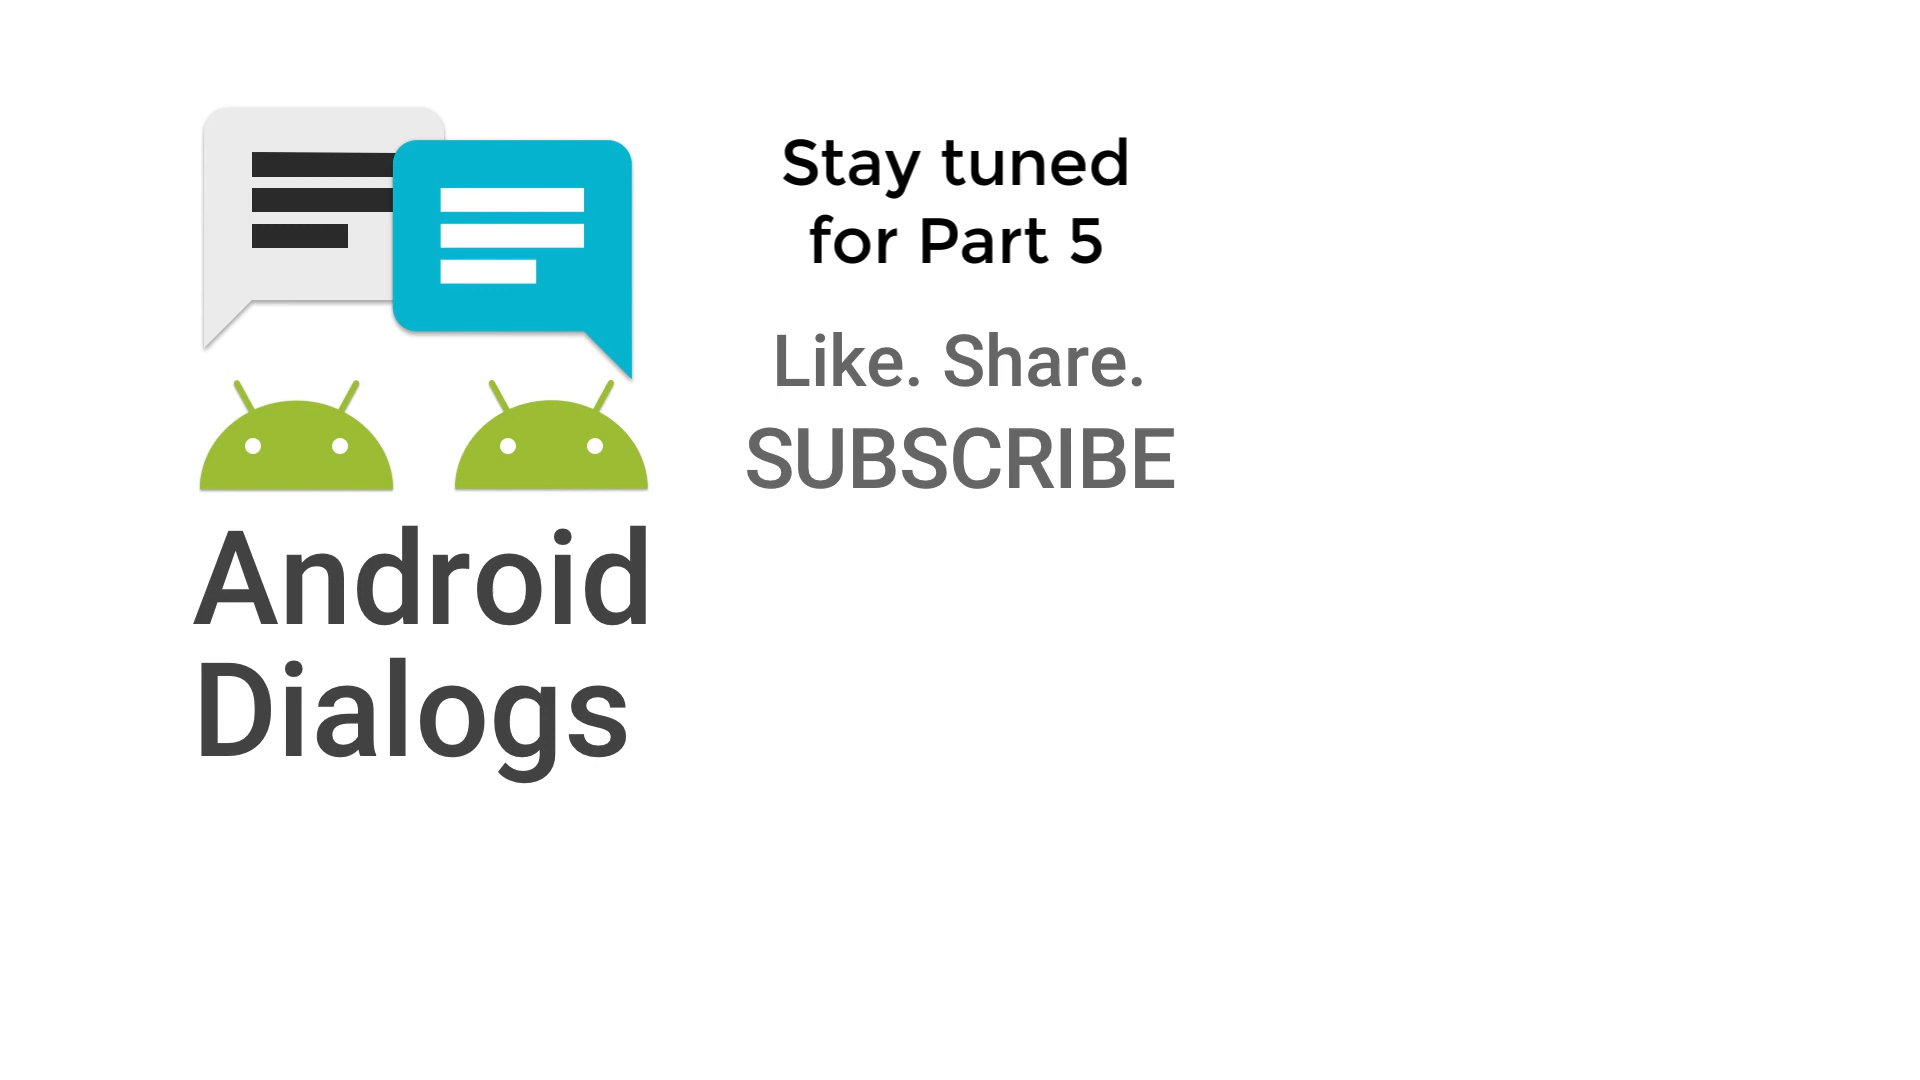 Stay tuned
for Part 5
Like. Share.
SUBSCRIBE
Android
Dialogs